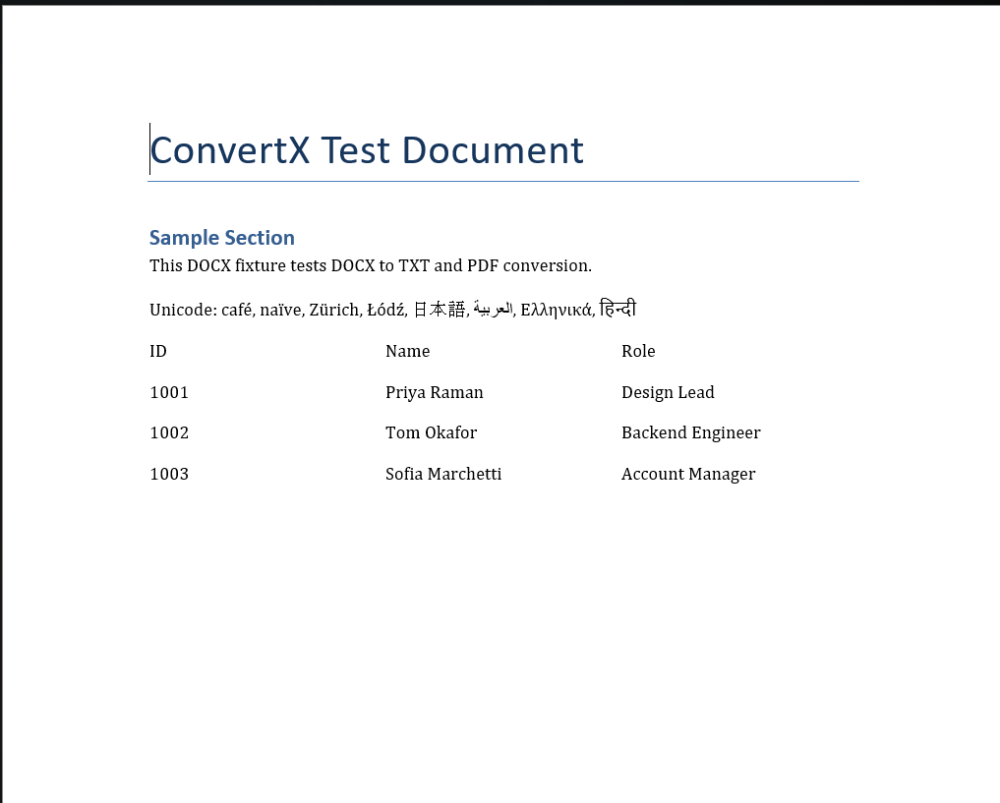 ConvertX Test Document
Sample Section
This DOCX fixture tests DOCX to TXT and PDF conversion.
Unicode: café, naïve, Zürich, Łódź, 日本語, العربية, Ελληνικά, हिन्दी
ID Name Role
1001 Priya Raman Design Lead
1002 Tom Okafor Backend Engineer
1003 Sofia Marchetti Account Manager